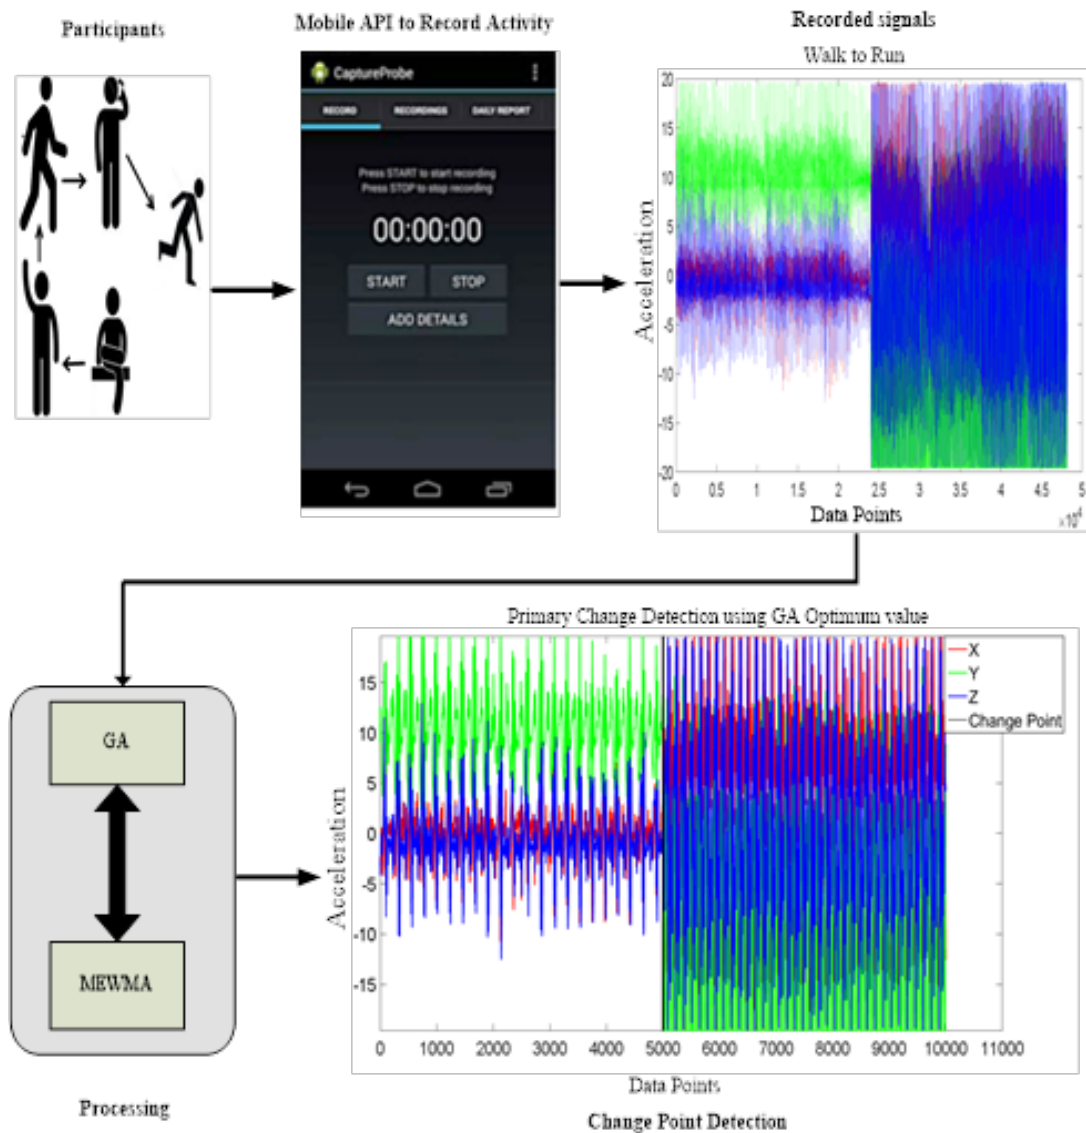 Participants
Mobile API to Record Activity
Recorded signals
CaptureProbe
RECORD RECORDINGS DAILY REPORT
Press START to start recording
Press STOP to stop recording
00:00:00
START STOP
ADD DETAILS
Walk to Run
Acceleration
20
15
10
5
0
-5
-10
-15
-20
0 0.5 1 1.5 2 2.5 3 3.5 4 4.5 5
×10⁴
Data Points
GA
MEWMA
Processing
Primary Change Detection using GA Optimum value
X
Y
Z
Change Point
Acceleration
15
10
5
0
-5
-10
-15
0 1000 2000 3000 4000 5000 6000 7000 8000 9000 10000 11000
Data Points
Change Point Detection